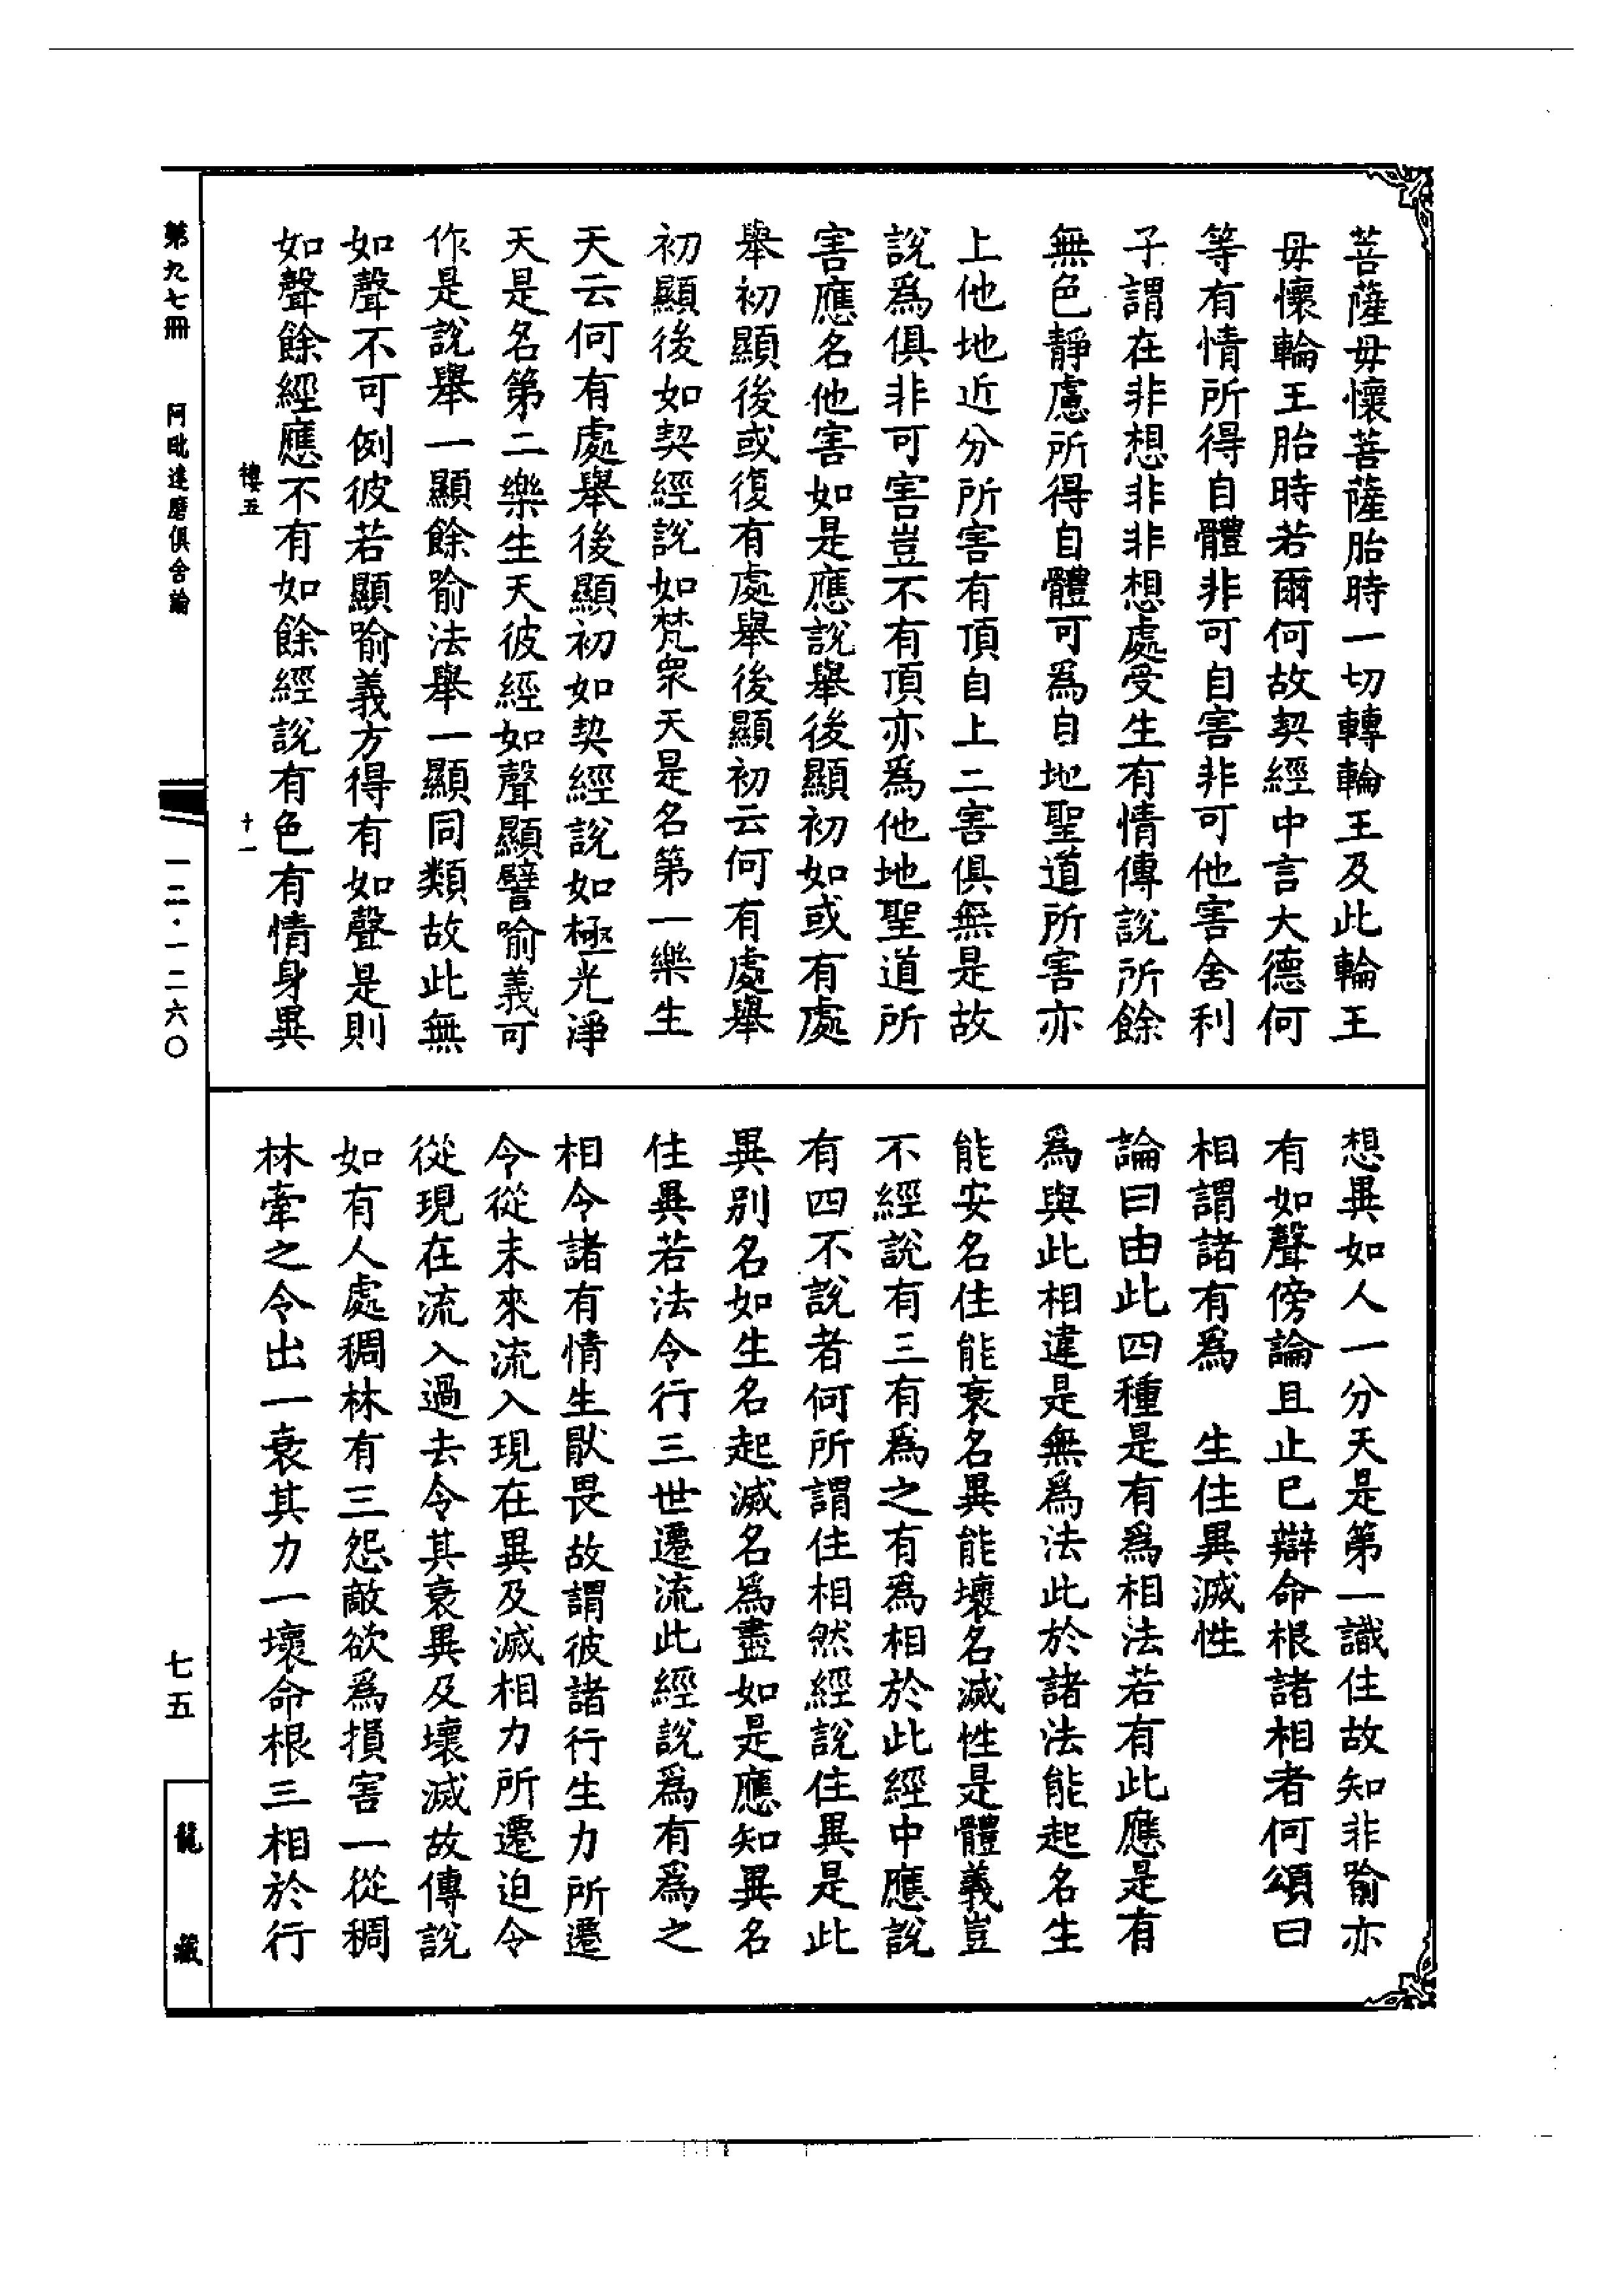 菩薩母懷菩薩胎時一切轉輪王及此輪王
母懷輪王胎時若爾何故契經中言大德何
等有情所得自體非可自害非可他害舍利
子謂在非想非非想處受生有情傳說所餘
無色靜慮所得自體可爲自地聖道所害亦
上他地近分所害有頂自上二害俱無是故
說爲俱非可害豈不有頂亦爲他地聖道所
害應名他害如是應說舉後顯初如或有處
舉初顯後或復有處舉後顯初云何有處舉
初顯後如契經說如梵衆天是名第一樂生
天云何有處舉後顯初如契經說如極光淨
天是名第二樂生天彼經如聲顯譬喻義可
作是說舉一顯餘喻法舉一顯同類故此無
如聲不可例彼若顯喻義方得有如聲是則
如聲餘經應不有如餘經說有色有情身異
想異如人一分天是第一識住故知非喻亦
有如聲傍論且止巳辯命根諸相者何頌曰
相謂諸有爲　生住異滅性
論曰由此四種是有爲相法若有此應是有
爲與此相違是無爲法此於諸法能起名生
能安名住能衰名異能壞名滅性是體義豈
不經說有三有爲之有爲相於此經中應說
有四不說者何所謂住相然經說住異是此
異別名如生名起滅名爲盡如是應知異名
住異若法令行三世遷流此經說爲有爲之
相令諸有情生猒畏故謂彼諸行生力所遷
令從未來流入現在異及滅相力所遷迫令
從現在流入過去令其衰異及壞滅故傳說
如有人處稠林有三怨敵欲爲損害一從稠
林牽之令出一衰其力一壞命根三相於行
樓五　十一
第九七冊　阿毗達磨俱舍論　一二·一二六〇　七五　龍藏